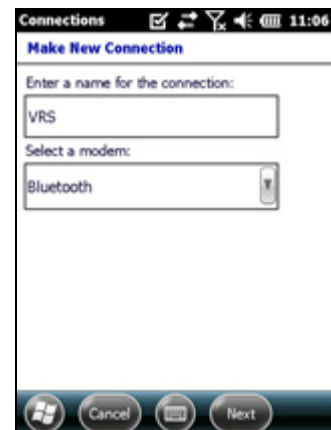 Connections 11:06
Make New Connection
Enter a name for the connection:
VRS
Select a modem:
Bluetooth
Cancel Next